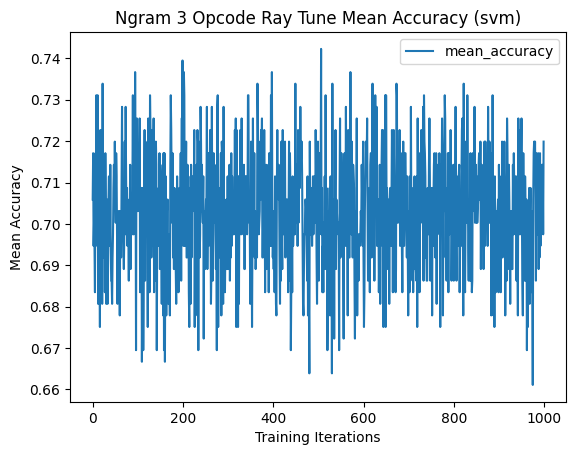 Ngram 3 Opcode Ray Tune Mean Accuracy (svm)
mean_accuracy
0.74
0.73
0.72
0.71
0.70
0.69
0.68
0.67
0.66
Mean Accuracy
0 200 400 600 800 1000
Training Iterations